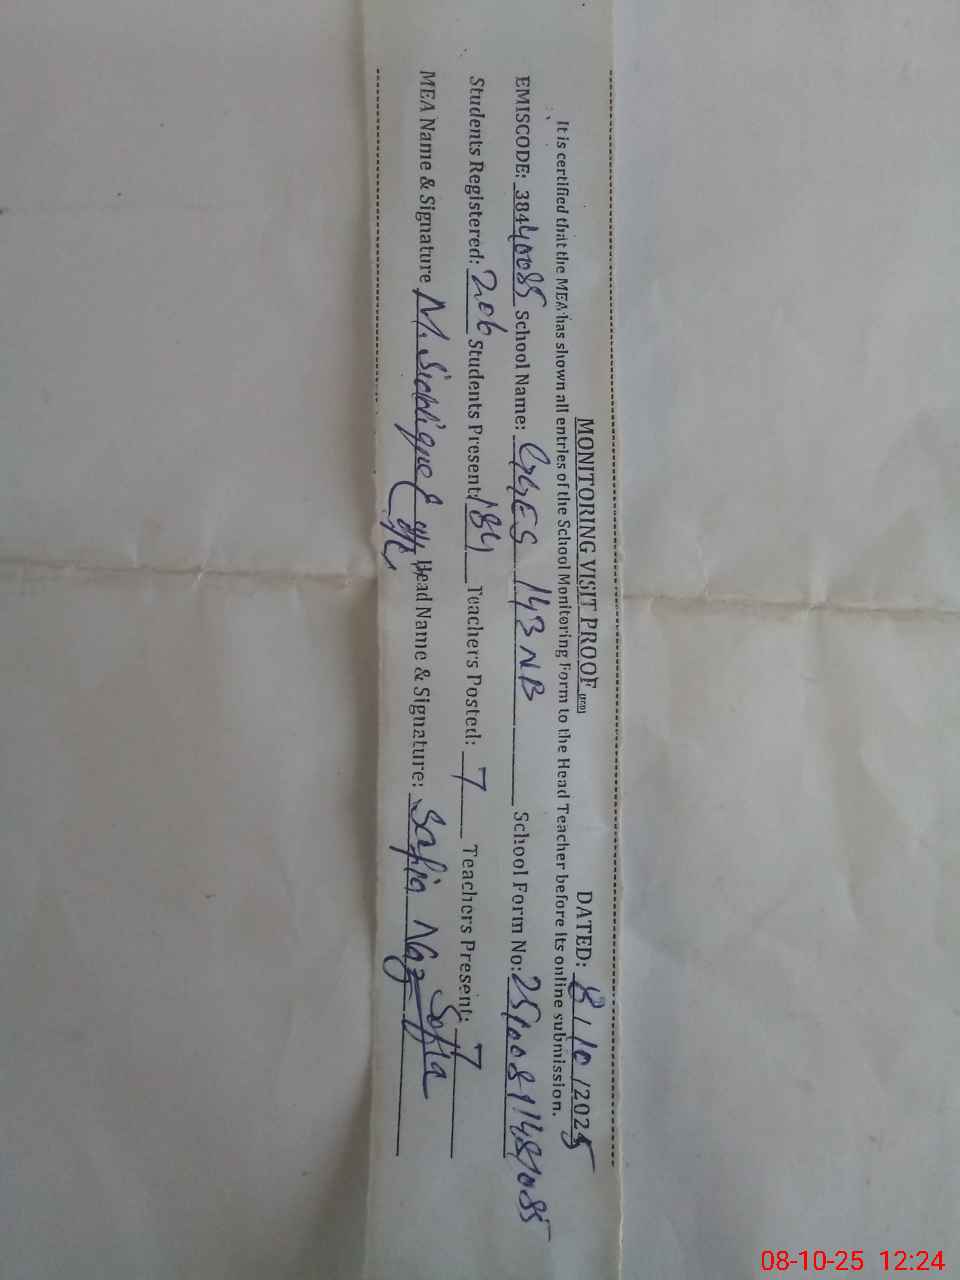 MONITORING VISIT PROOF DATED: 8/10/2025
It is certified that the MEA has shown all entries of the School Monitoring Form to the Head Teacher before its online submission.
EMISCODE: 38440085 School Name: GGES 143 NB School Form No:
Students Registered: 206 Students Present: 184 Teachers Posted: 7 Teachers Present: 7
MEA Name & Signature M. Siddique Head Name & Signature: Safia Naz Safia
08-10-25 12:24